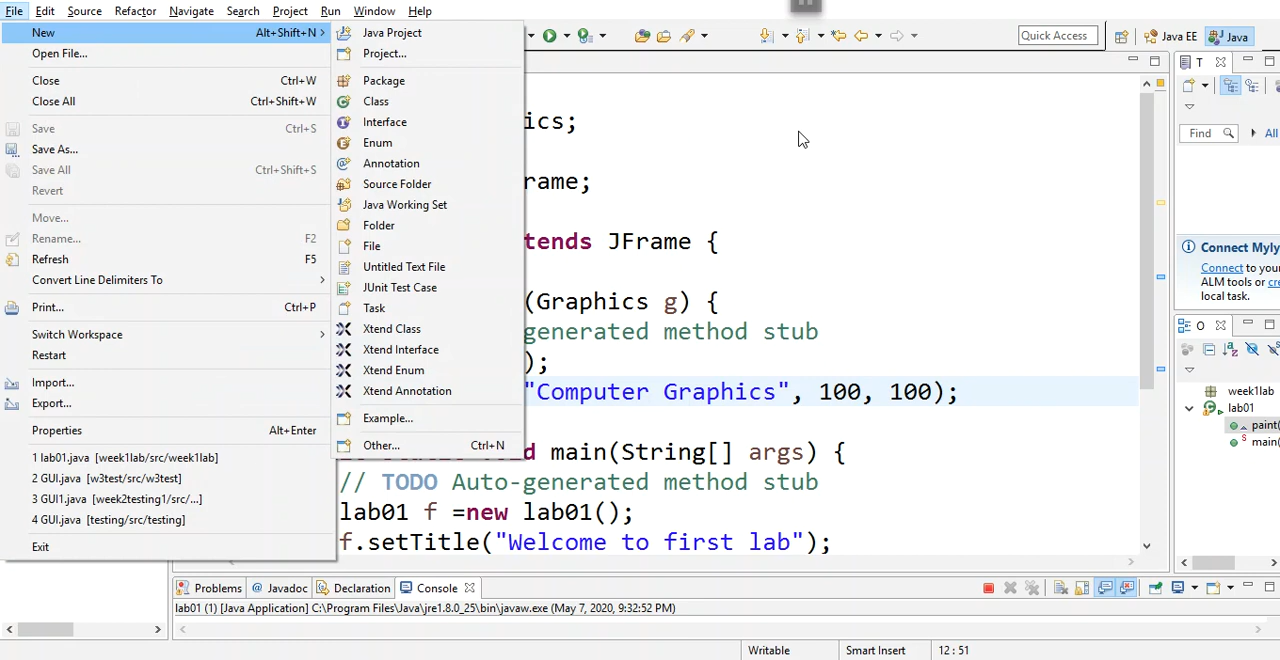 File Edit Source Refactor Navigate Search Project Run Window Help
New Alt+Shift+N
Open File...
Close Ctrl+W
Close All Ctrl+Shift+W
Save Ctrl+S
Save As...
Save All Ctrl+Shift+S
Revert
Move...
Rename... F2
Refresh F5
Convert Line Delimiters To
Print... Ctrl+P
Switch Workspace
Restart
Import...
Export...
Properties Alt+Enter
1 lab01.java [week1lab/src/week1lab]
2 GUI.java [w3test/src/w3test]
3 GUI1.java [week2testing1/src/...]
4 GUI.java [testing/src/testing]
Exit
Java Project
Project...
Package
Class
Interface
Enum
Annotation
Source Folder
Java Working Set
Folder
File
Untitled Text File
JUnit Test Case
Task
Xtend Class
Xtend Interface
Xtend Enum
Xtend Annotation
Example...
Other... Ctrl+N
Quick Access Java EE Java
ics;
rame;
tends JFrame {
(Graphics g) {
generated method stub
);
"Computer Graphics", 100, 100);
main(String[] args) {
// TODO Auto-generated method stub
lab01 f =new lab01();
f.setTitle("Welcome to first lab");
T
Find All
Connect Myly
Connect to your
ALM tools or cre
local task.
O
week1lab
lab01
paint(
main(
Problems @ Javadoc Declaration Console
lab01 (1) [Java Application] C:\Program Files\Java\jre1.8.0_25\bin\javaw.exe (May 7, 2020, 9:32:52 PM)
Writable Smart Insert 12 : 51